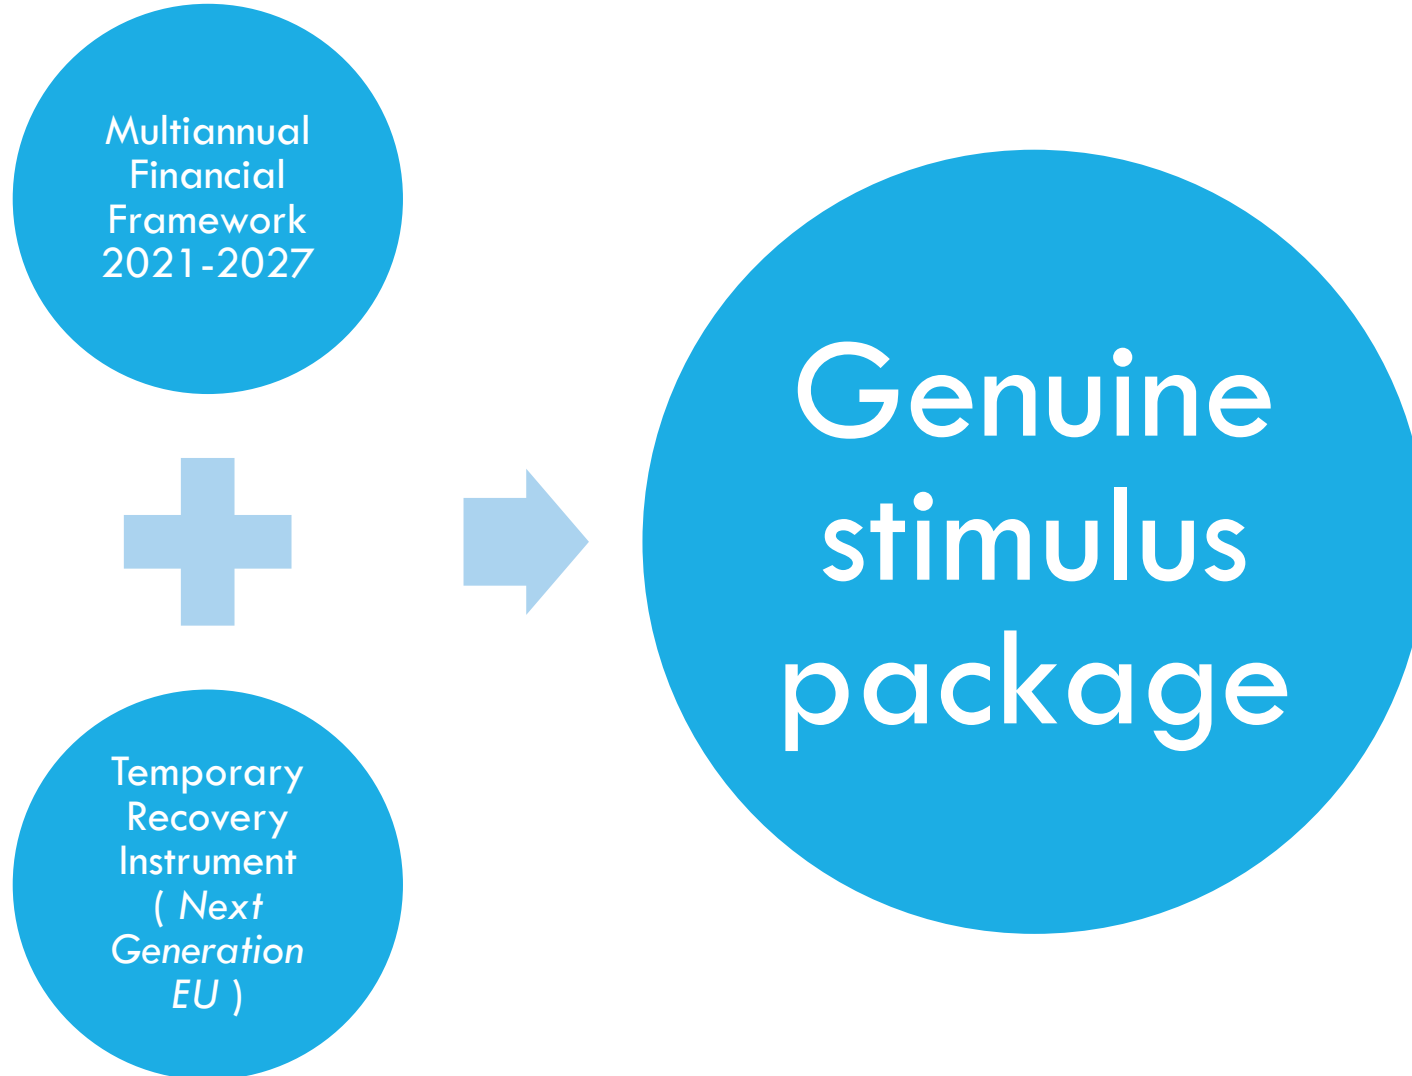 Multiannual
Financial
Framework
2021-2027
Temporary
Recovery
Instrument
( Next
Generation
EU )
Genuine
stimulus
package